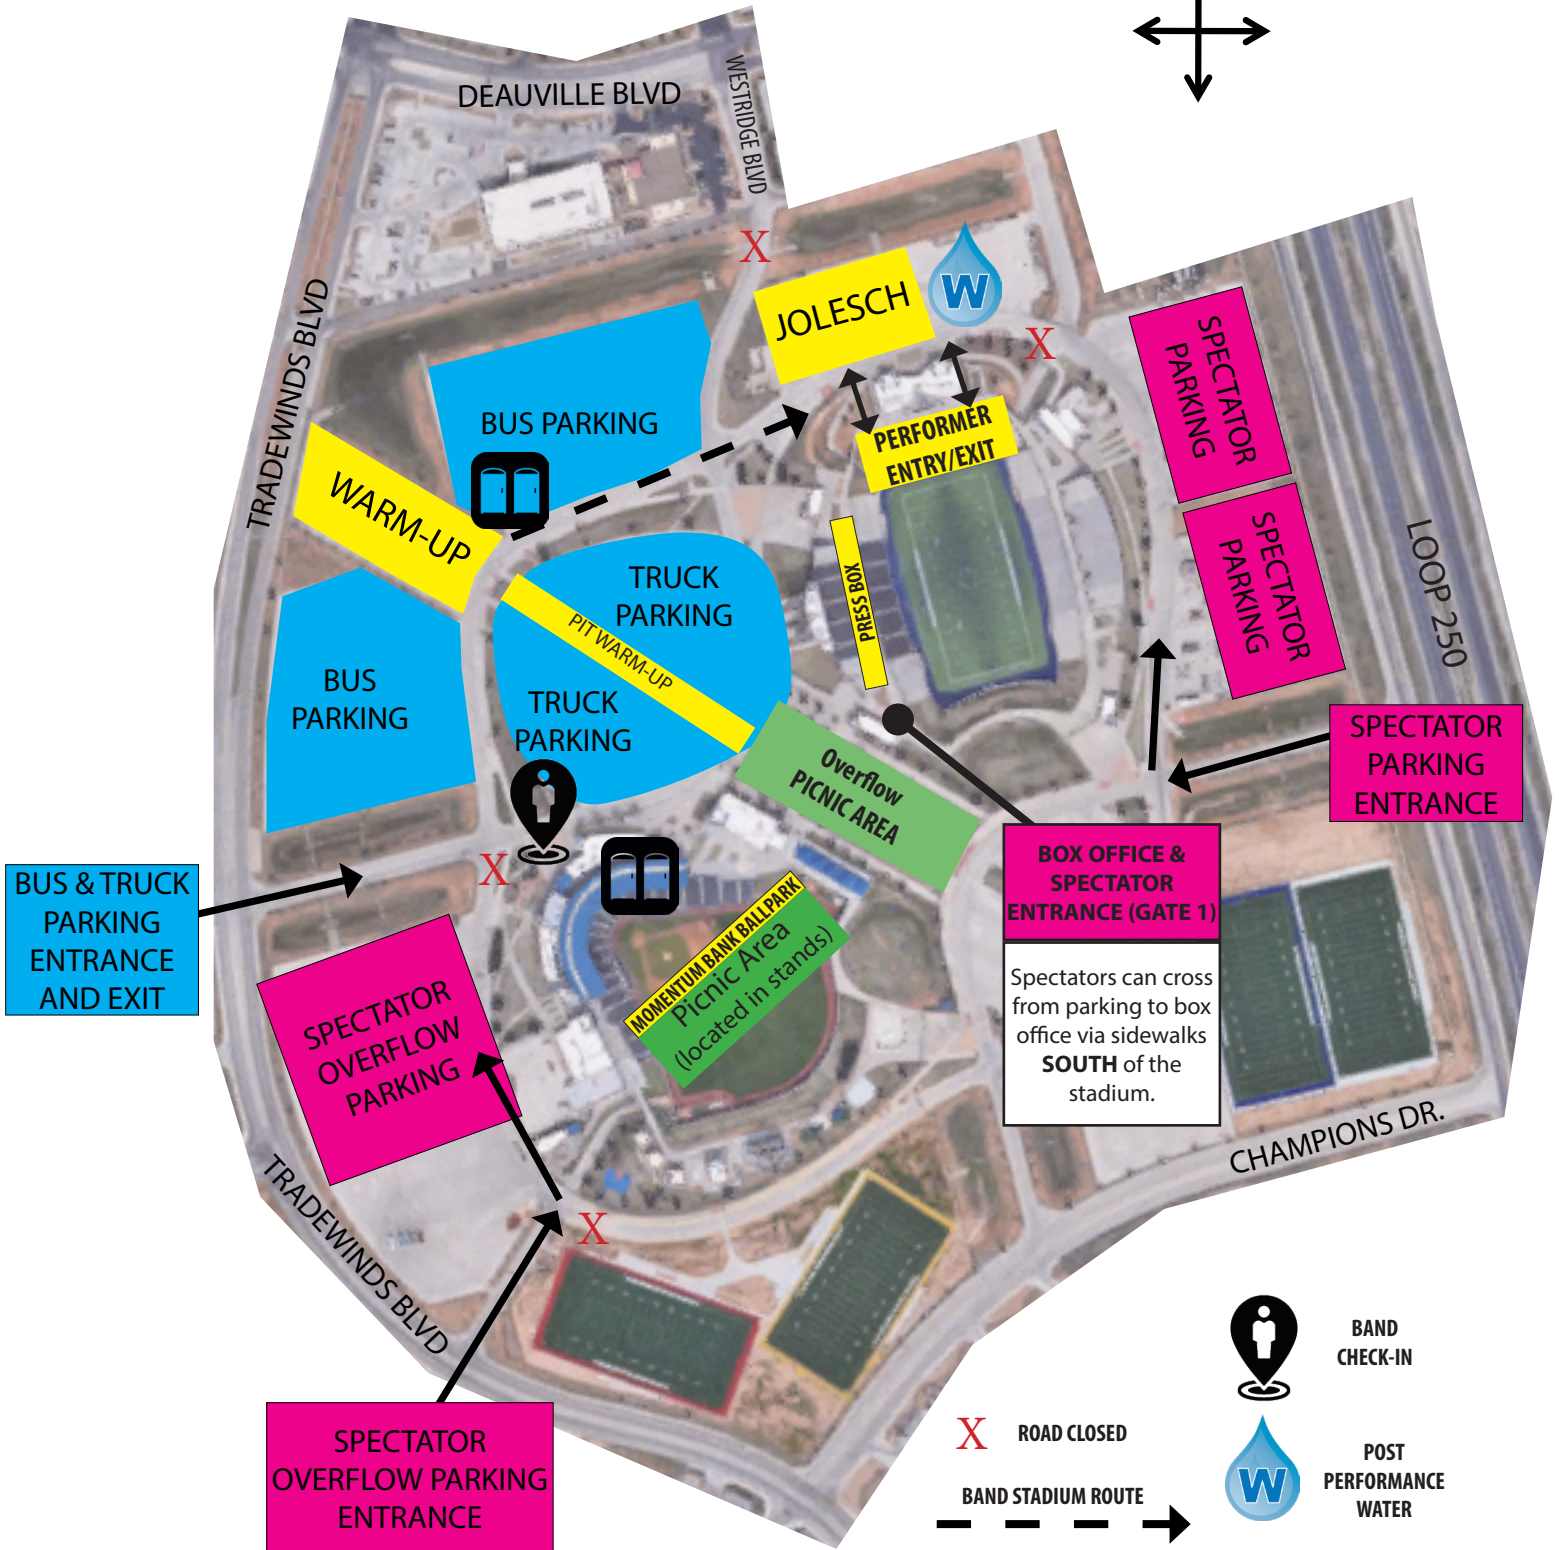 DEAUVILLE BLVD
WESTRIDGE BLVD
X
JOLESCH
W
X
SPECTATOR
PARKING
TRADEWINDS BLVD
BUS PARKING
PERFORMER
ENTRY/EXIT
WARM-UP
SPECTATOR
PARKING
LOOP 250
TRUCK
PARKING
PRESS BOX
PIT WARM-UP
BUS
PARKING
TRUCK
PARKING
SPECTATOR
PARKING
ENTRANCE
Overflow
PICNIC AREA
BOX OFFICE &
SPECTATOR
ENTRANCE (GATE 1)
Spectators can cross
from parking to box
office via sidewalks
SOUTH of the
stadium.
X
BUS & TRUCK
PARKING
ENTRANCE
AND EXIT
MOMENTUM BANK BALLPARK
Picnic Area
(located in stands)
SPECTATOR
OVERFLOW
PARKING
CHAMPIONS DR.
TRADEWINDS BLVD
X
SPECTATOR
OVERFLOW PARKING
ENTRANCE
BAND
CHECK-IN
X
ROAD CLOSED
W
POST
PERFORMANCE
WATER
BAND STADIUM ROUTE